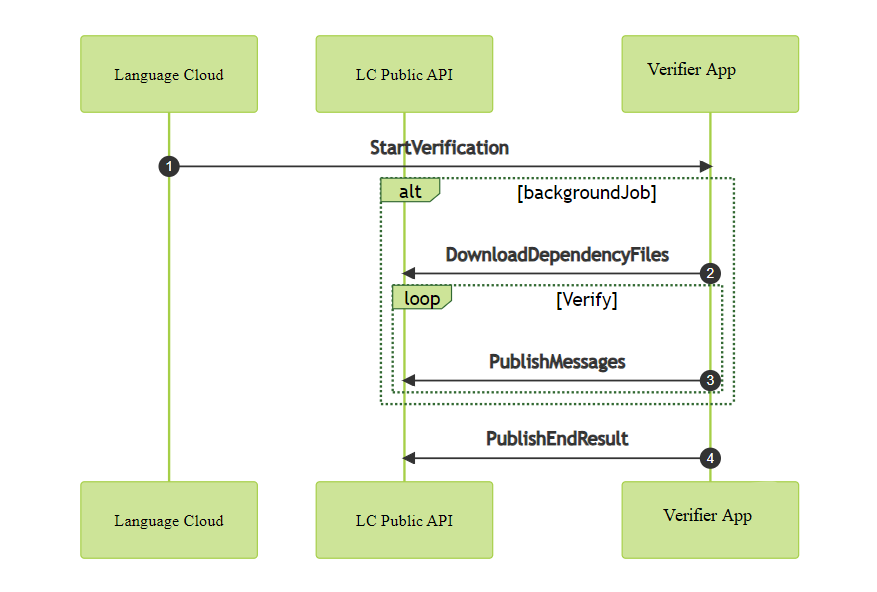 Language Cloud
LC Public API
Verifier App
StartVerification
1
alt
[backgroundJob]
DownloadDependencyFiles
2
loop
[Verify]
PublishMessages
3
PublishEndResult
4
Language Cloud
LC Public API
Verifier App